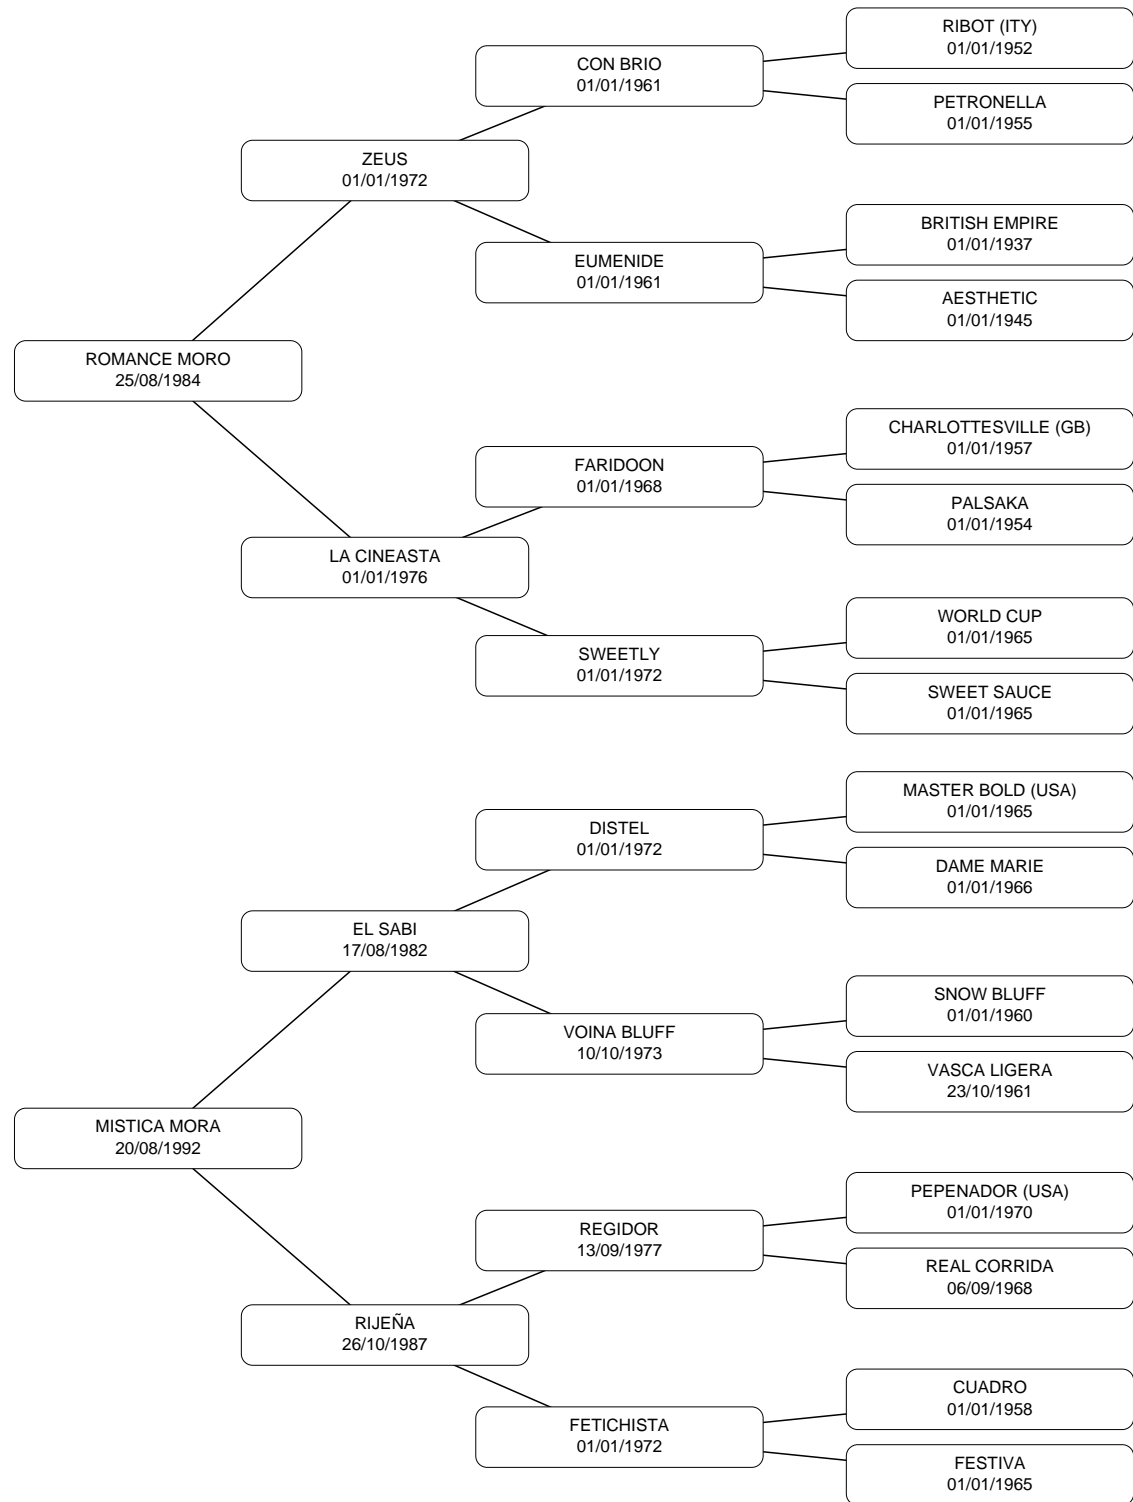 RIBOT (ITY)
01/01/1952
CON BRIO
01/01/1961
PETRONELLA
01/01/1955
ZEUS
01/01/1972
BRITISH EMPIRE
01/01/1937
EUMENIDE
01/01/1961
AESTHETIC
01/01/1945
ROMANCE MORO
25/08/1984
CHARLOTTESVILLE (GB)
01/01/1957
FARIDOON
01/01/1968
PALSAKA
01/01/1954
LA CINEASTA
01/01/1976
WORLD CUP
01/01/1965
SWEETLY
01/01/1972
SWEET SAUCE
01/01/1965
MASTER BOLD (USA)
01/01/1965
DISTEL
01/01/1972
DAME MARIE
01/01/1966
EL SABI
17/08/1982
SNOW BLUFF
01/01/1960
VOINA BLUFF
10/10/1973
VASCA LIGERA
23/10/1961
MISTICA MORA
20/08/1992
PEPENADOR (USA)
01/01/1970
REGIDOR
13/09/1977
REAL CORRIDA
06/09/1968
RIJEÑA
26/10/1987
CUADRO
01/01/1958
FETICHISTA
01/01/1972
FESTIVA
01/01/1965